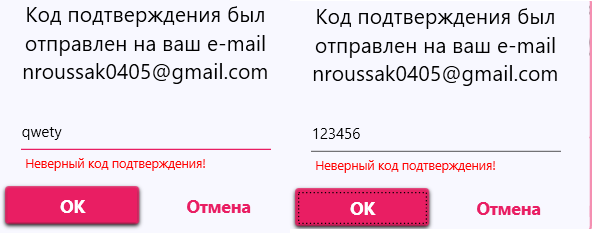 Код подтверждения был
отправлен на ваш e-mail
nroussak0405@gmail.com
qwety
Неверный код подтверждения!
OK Отмена
Код подтверждения был
отправлен на ваш e-mail
nroussak0405@gmail.com
123456
Неверный код подтверждения!
OK Отмена